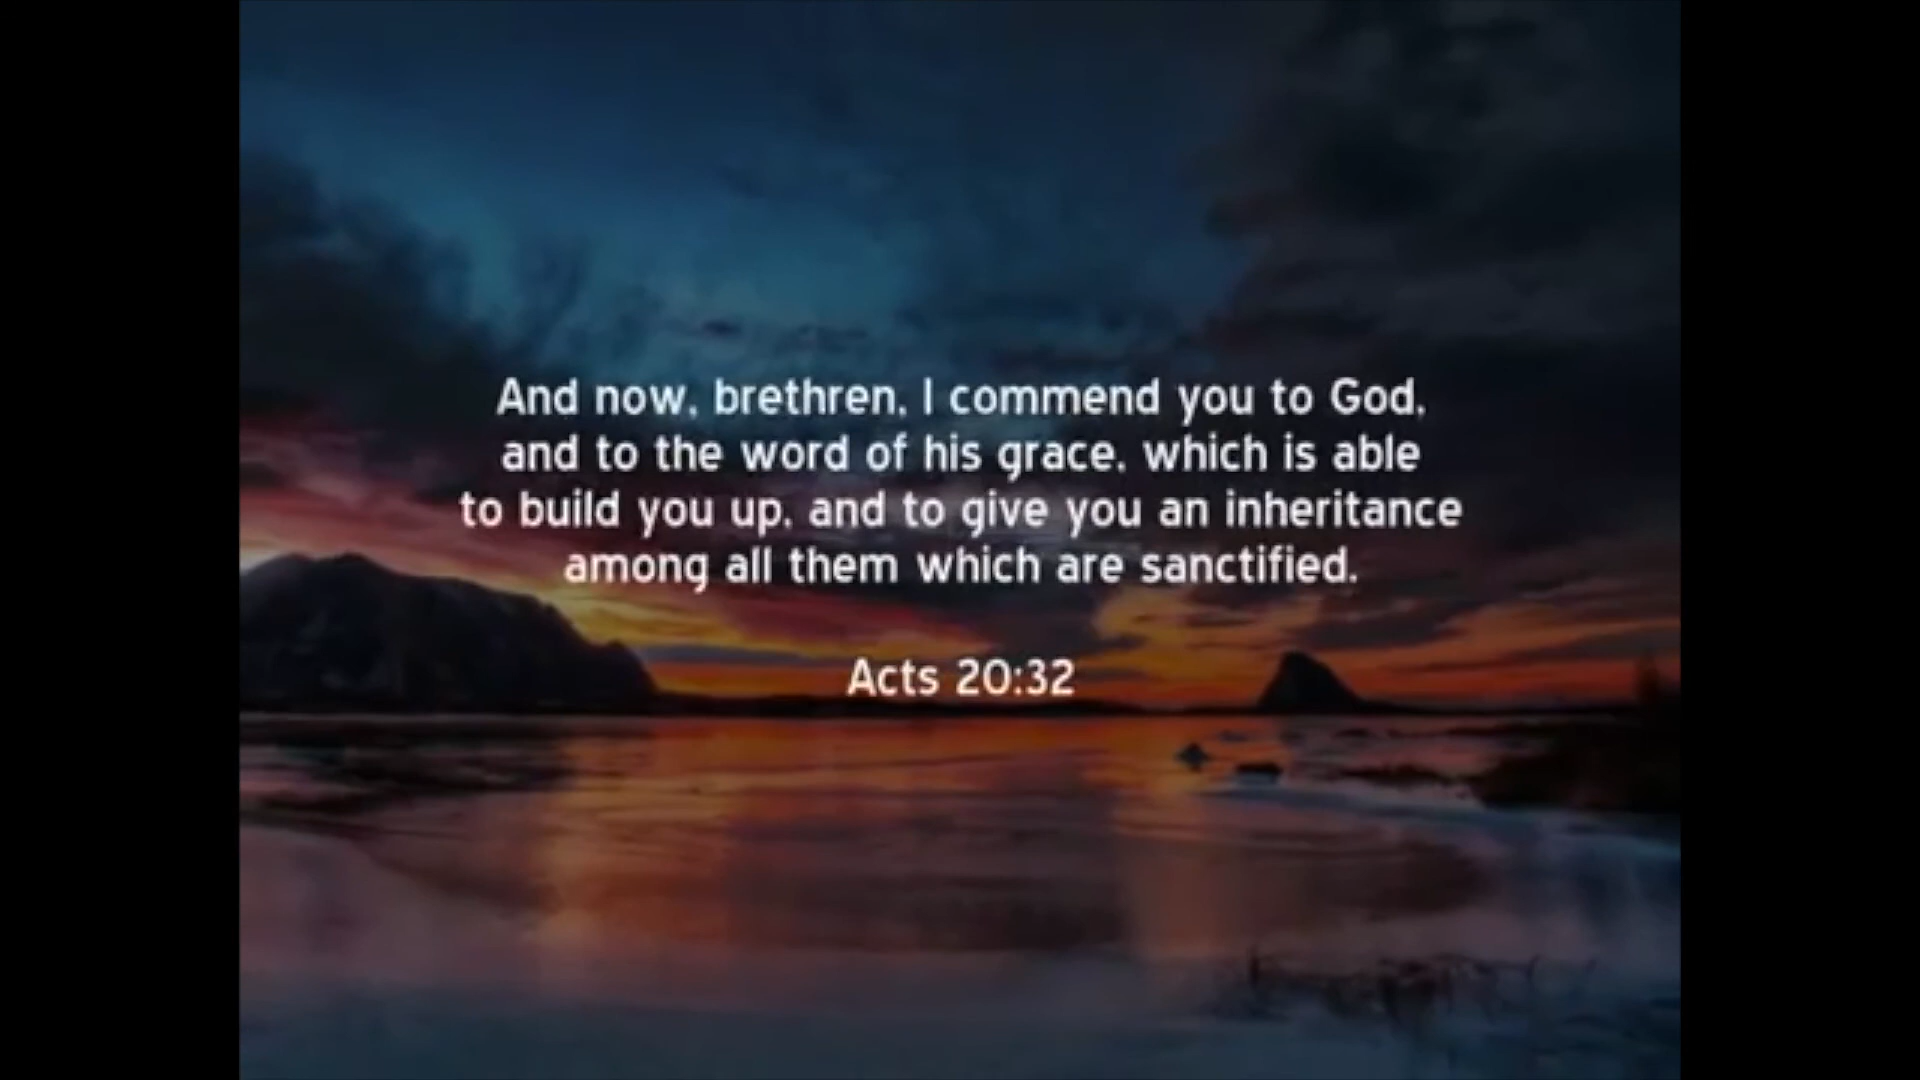 And now, brethren, I commend you to God,
and to the word of his grace, which is able
to build you up, and to give you an inheritance
among all them which are sanctified.
Acts 20:32